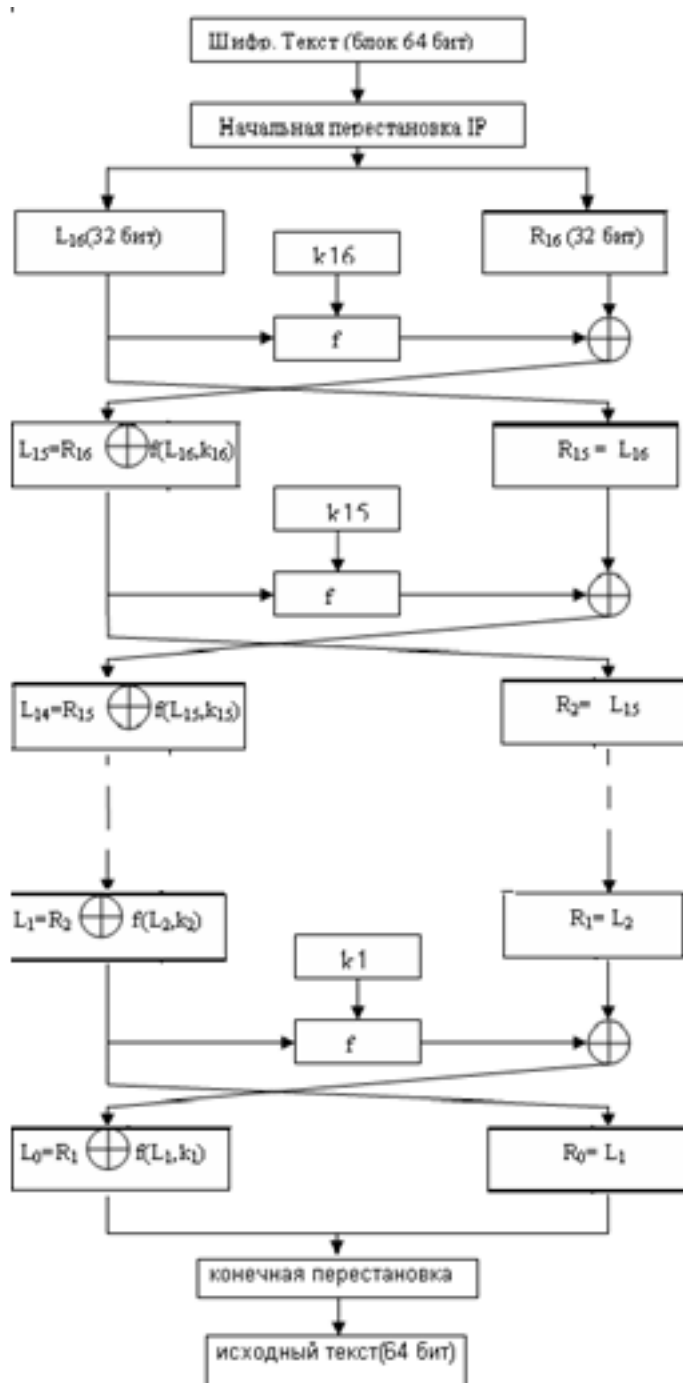 Шифр. Текст (блок 64 бит)
Начальная перестановка IP
L₁₆(32 бит)
R₁₆ (32 бит)
k16
f
L₁₅=R₁₆ ⊕ f(L₁₆,k₁₆)
R₁₅ = L₁₆
k15
f
L₁₄=R₁₅ ⊕ f(L₁₅,k₁₅)
R₂= L₁₅
L₁=R₂ ⊕ f(L₂,k₂)
R₁= L₂
k1
f
L₀=R₁ ⊕ f(L₁,k₁)
R₀= L₁
конечная перестановка
исходный текст(64 бит)